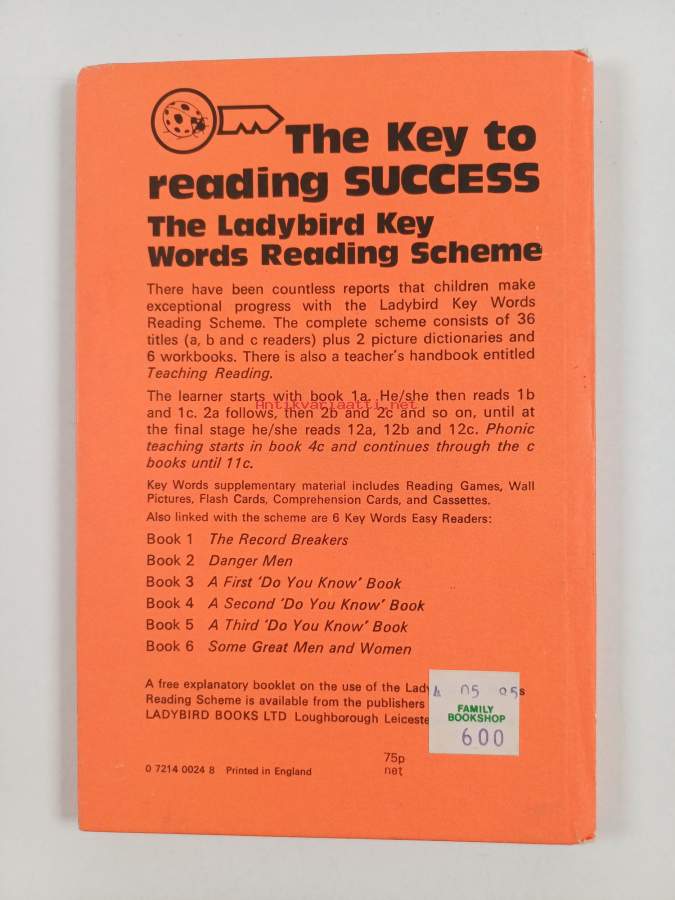 The Key to
reading SUCCESS
The Ladybird Key
Words Reading Scheme
There have been countless reports that children make
exceptional progress with the Ladybird Key Words
Reading Scheme. The complete scheme consists of 36
titles (a, b and c readers) plus 2 picture dictionaries and
6 workbooks. There is also a teacher's handbook entitled
Teaching Reading.
The learner starts with book 1a. He/she then reads 1b
Antikvariaatti.net
and 1c. 2a follows, then 2b and 2c and so on, until at
the final stage he/she reads 12a, 12b and 12c. Phonic
teaching starts in book 4c and continues through the c
books until 11c.
Key Words supplementary material includes Reading Games, Wall
Pictures, Flash Cards, Comprehension Cards, and Cassettes.
Also linked with the scheme are 6 Key Words Easy Readers:
Book 1 The Record Breakers
Book 2 Danger Men
Book 3 A First 'Do You Know' Book
Book 4 A Second 'Do You Know' Book
Book 5 A Third 'Do You Know' Book
Book 6 Some Great Men and Women
A free explanatory booklet on the use of the
Reading Scheme is available from the publishers
LADYBIRD BOOKS LTD Loughborough
05
FAMILY
BOOKSHOP
600
75p
net
0 7214 0024 8 Printed in England